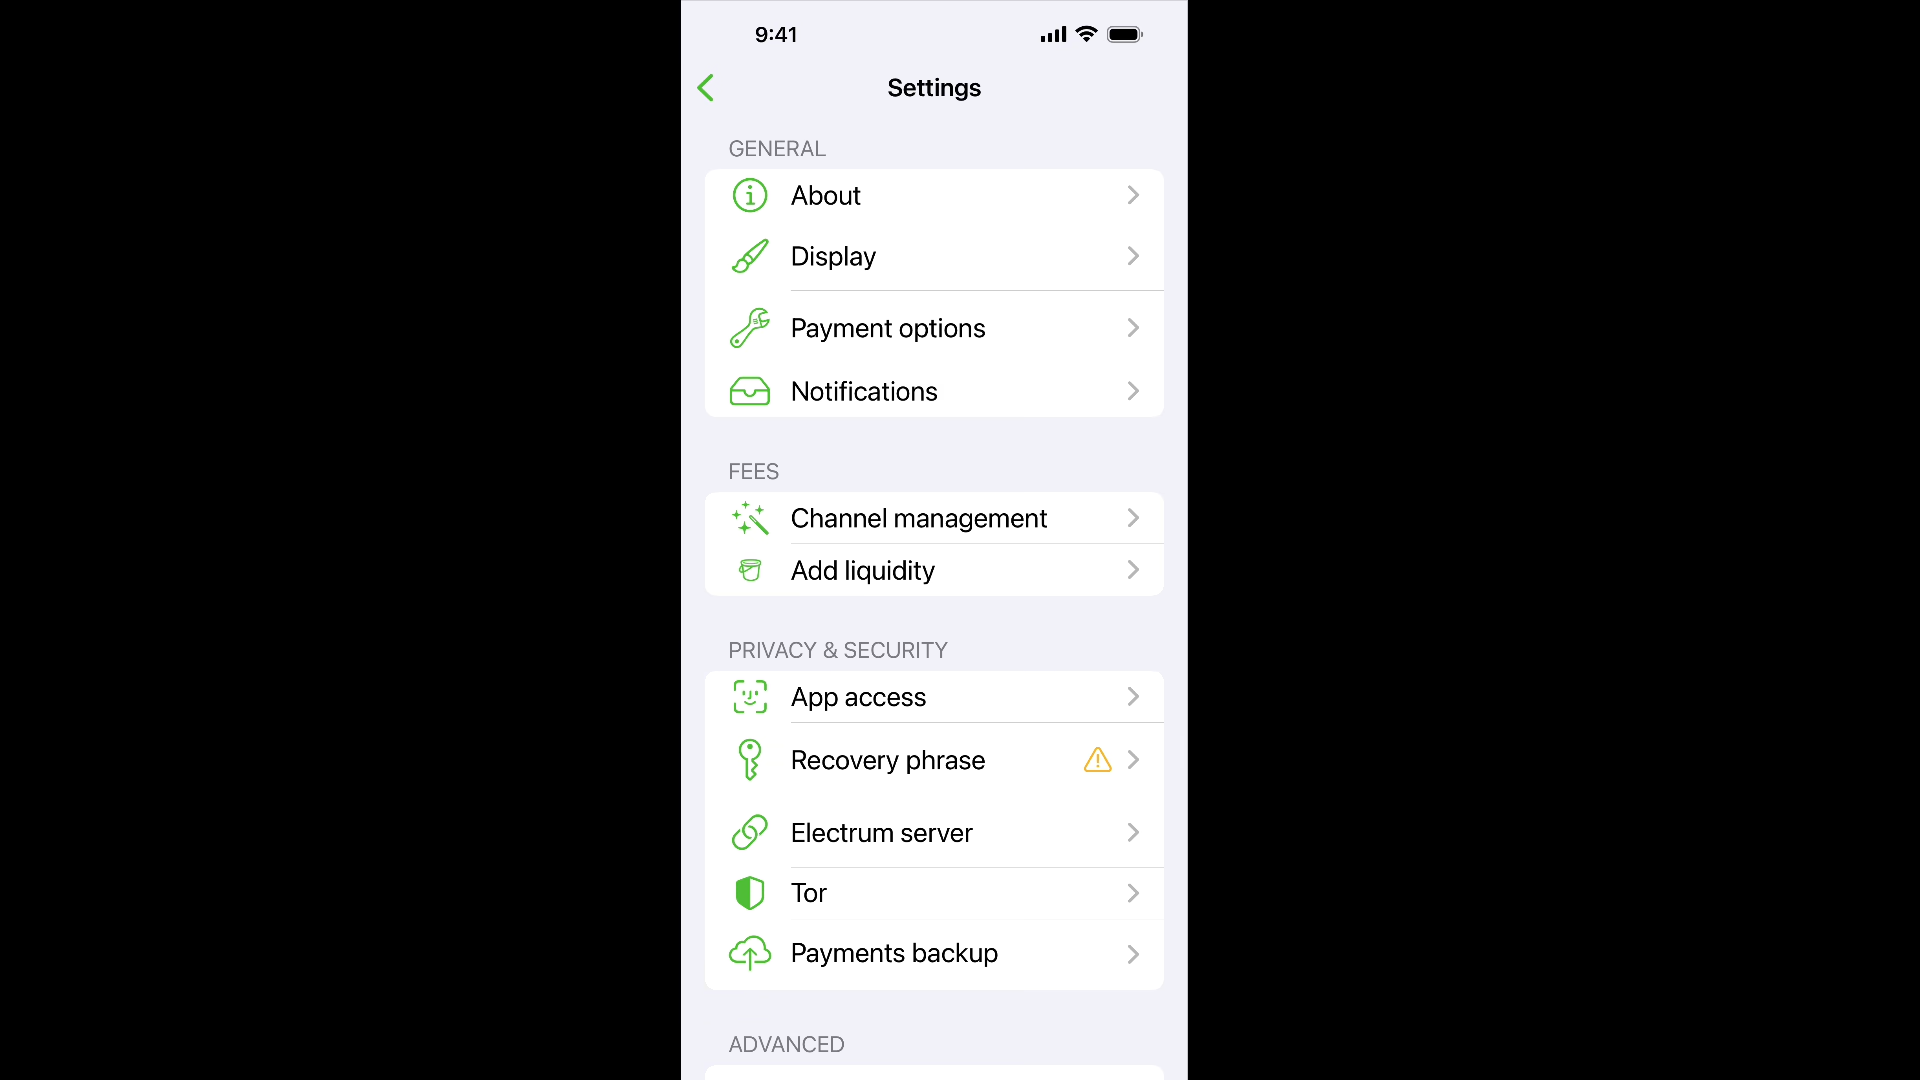 9:41
Settings
GENERAL
About
Display
Payment options
Notifications
FEES
Channel management
Add liquidity
PRIVACY & SECURITY
App access
Recovery phrase
Electrum server
Tor
Payments backup
ADVANCED